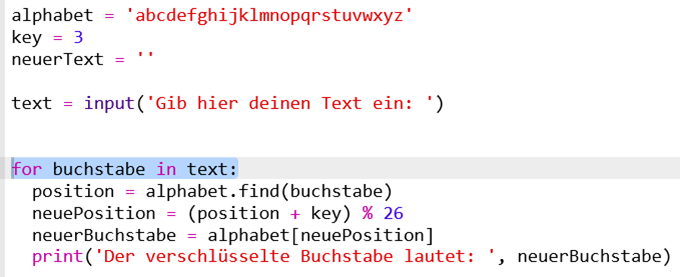 alphabet = 'abcdefghijklmnopqrstuvwxyz'
key = 3
neuerText = ''
text = input('Gib hier deinen Text ein: ')
for buchstabe in text:
position = alphabet.find(buchstabe)
neuePosition = (position + key) % 26
neuerBuchstabe = alphabet[neuePosition]
print('Der verschlüsselte Buchstabe lautet: ', neuerBuchstabe)